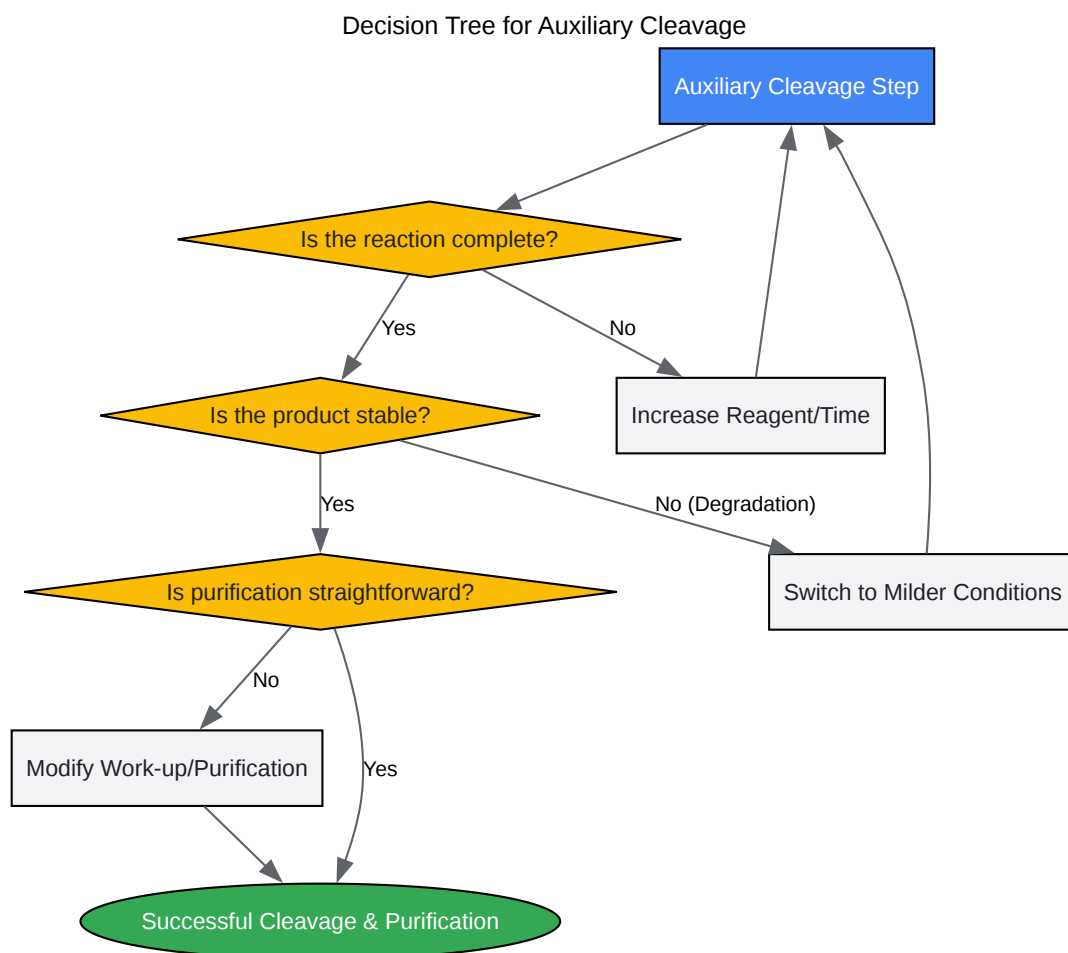 Decision Tree for Auxiliary Cleavage
Auxiliary Cleavage Step
Is the reaction complete?
Yes
No
Is the product stable?
Increase Reagent/Time
Yes
No (Degradation)
Is purification straightforward?
Switch to Milder Conditions
No
Modify Work-up/Purification
Yes
Successful Cleavage & Purification